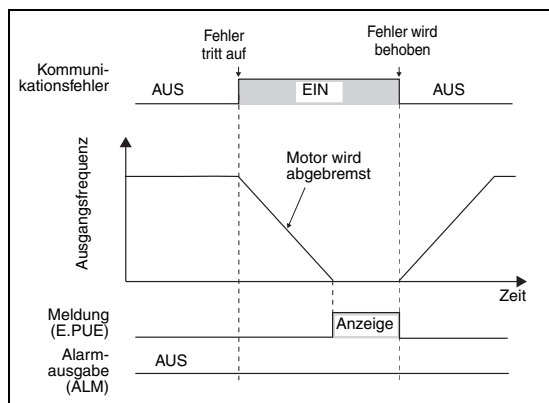 Fehler
tritt auf
Fehler wird
behoben
Kommuni-
kationsfehler
AUS
EIN
AUS
Ausgangsfrequenz
Motor wird
abgebremst
Zeit
Meldung
(E.PUE)
Anzeige
Alarm-
ausgabe
(ALM)
AUS